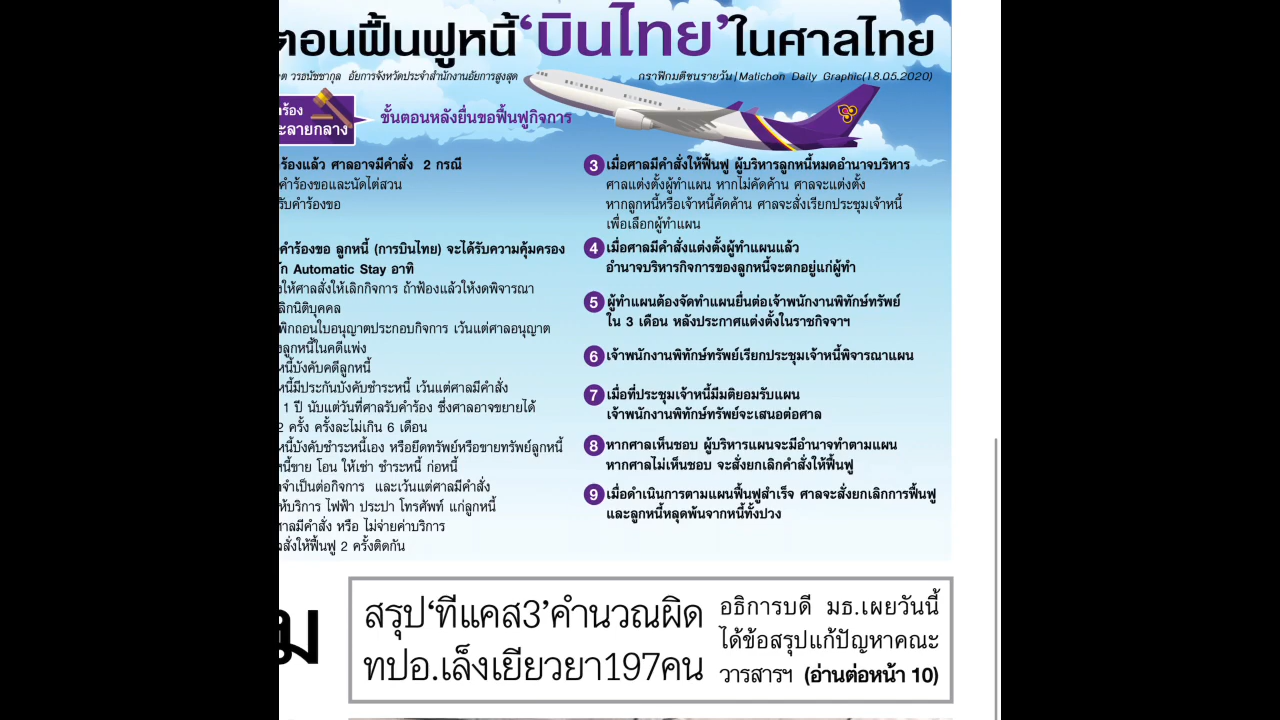 ตอนฟื้นฟูหนี้‘บินไทย’ในศาลไทย
วรธนัชชากุล อัยการจังหวัดประจำสำนักงานอัยการสูงสุด
กราฟิกมติชนรายวัน|Matichon Daily Graphic(18.05.2020)
ร้อง
ะลายกลาง
ขั้นตอนหลังยื่นขอฟื้นฟูกิจการ
ร้องแล้ว ศาลอาจมีคำสั่ง 2 กรณี
คำร้องขอและนัดไต่สวน
รับคำร้องขอ
คำร้องขอ ลูกหนี้ (การบินไทย) จะได้รับความคุ้มครอง
Automatic Stay อาทิ
ให้ศาลสั่งให้เลิกกิจการ ถ้าฟ้องแล้วให้งดพิจารณา
ลิกนิติบุคคล
พิกถอนใบอนุญาตประกอบกิจการ เว้นแต่ศาลอนุญาต
ลูกหนี้ในคดีแพ่ง
หนี้บังคับคดีลูกหนี้
หนี้มีประกันบังคับชำระหนี้ เว้นแต่ศาลมีคำสั่ง
1 ปี นับแต่วันที่ศาลรับคำร้อง ซึ่งศาลอาจขยายได้
2 ครั้ง ครั้งละไม่เกิน 6 เดือน
หนี้บังคับชำระหนี้เอง หรือยึดทรัพย์หรือขายทรัพย์ลูกหนี้
หนี้ขาย โอน ให้เช่า ชำระหนี้ ก่อหนี้
จำเป็นต่อกิจการ และเว้นแต่ศาลมีคำสั่ง
ห้บริการ ไฟฟ้า ประปา โทรศัพท์ แก่ลูกหนี้
ศาลมีคำสั่ง หรือ ไม่จ่ายค่าบริการ
สั่งให้ฟื้นฟู 2 ครั้งติดกัน
3 เมื่อศาลมีคำสั่งให้ฟื้นฟู ผู้บริหารลูกหนี้หมดอำนาจบริหาร
ศาลแต่งตั้งผู้ทำแผน หากไม่คัดค้าน ศาลจะแต่งตั้ง
หากลูกหนี้หรือเจ้าหนี้คัดค้าน ศาลจะสั่งเรียกประชุมเจ้าหนี้
เพื่อเลือกผู้ทำแผน
4 เมื่อศาลมีคำสั่งแต่งตั้งผู้ทำแผนแล้ว
อำนาจบริหารกิจการของลูกหนี้จะตกอยู่แก่ผู้ทำ
5 ผู้ทำแผนต้องจัดทำแผนยื่นต่อเจ้าพนักงานพิทักษ์ทรัพย์
ใน 3 เดือน หลังประกาศแต่งตั้งในราชกิจจาฯ
6 เจ้าพนักงานพิทักษ์ทรัพย์เรียกประชุมเจ้าหนี้พิจารณาแผน
7 เมื่อที่ประชุมเจ้าหนี้มีมติยอมรับแผน
เจ้าพนักงานพิทักษ์ทรัพย์จะเสนอต่อศาล
8 หากศาลเห็นชอบ ผู้บริหารแผนจะมีอำนาจทำตามแผน
หากศาลไม่เห็นชอบ จะสั่งยกเลิกคำสั่งให้ฟื้นฟู
9 เมื่อดำเนินการตามแผนฟื้นฟูสำเร็จ ศาลจะสั่งยกเลิกการฟื้นฟู
และลูกหนี้หลุดพ้นจากหนี้ทั้งปวง
ม
สรุป‘ทีแคส3’คำนวณผิด
ทปอ.เล็งเยียวยา197คน
อธิการบดี มธ.เผยวันนี้
ได้ข้อสรุปแก้ปัญหาคณะ
วารสารฯ (อ่านต่อหน้า 10)